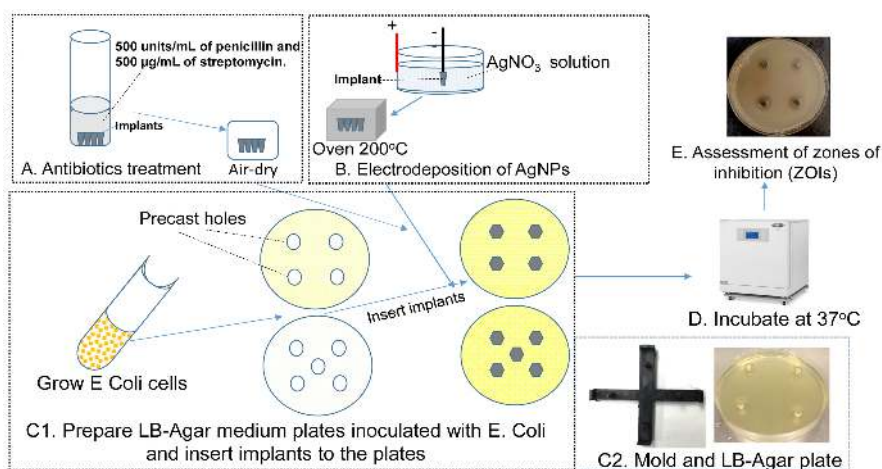 500 units/mL of penicillin and
500 µg/mL of streptomycin.
Implants
A. Antibiotics treatment
Air-dry
+
-
-
Implant
AgNO3 solution
Oven 200°C
B. Electrodeposition of AgNPs
E. Assessment of zones of
inhibition (ZOIs)
Precast holes
Insert implants
Grow E Coli cells
C1. Prepare LB-Agar medium plates inoculated with E. Coli
and insert implants to the plates
D. Incubate at 37°C
C2. Mold and LB-Agar plate